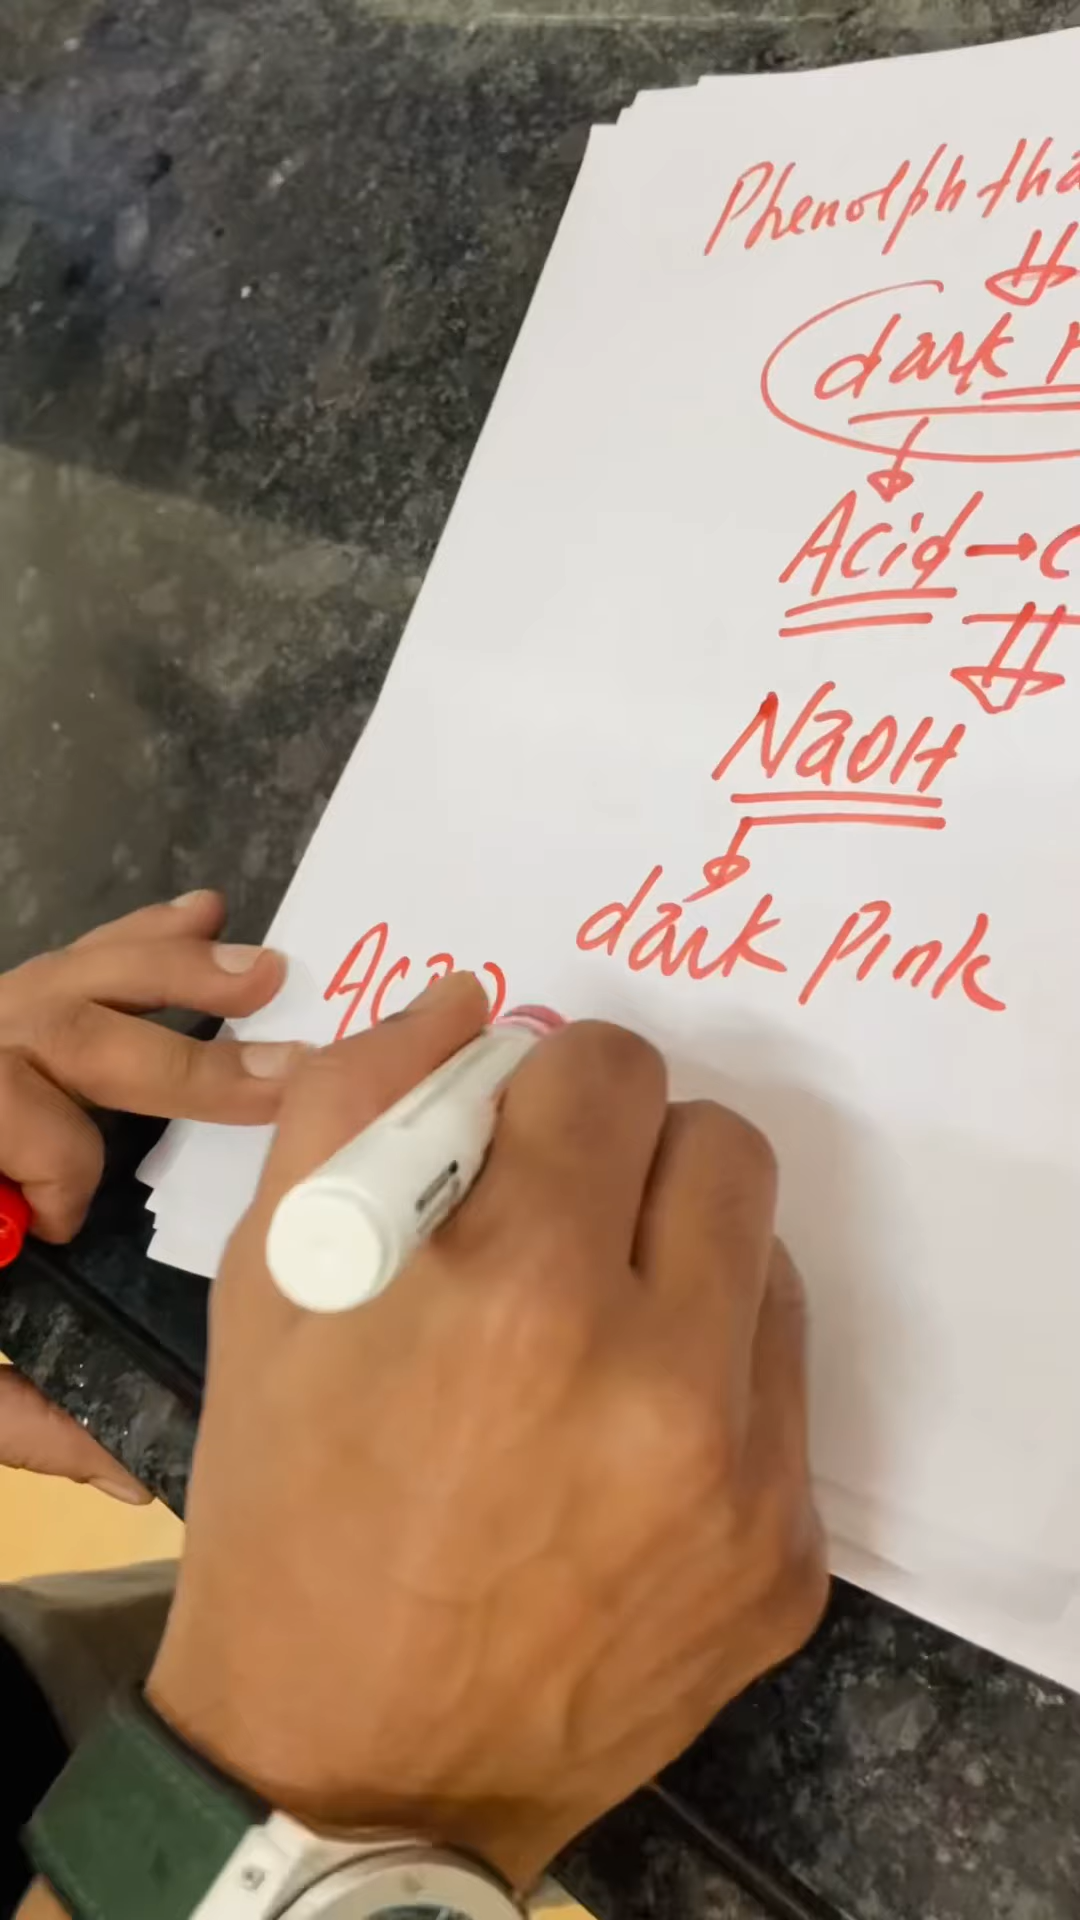 Phenolphtha
dark P
Acid → C
NaOH
dark Pink